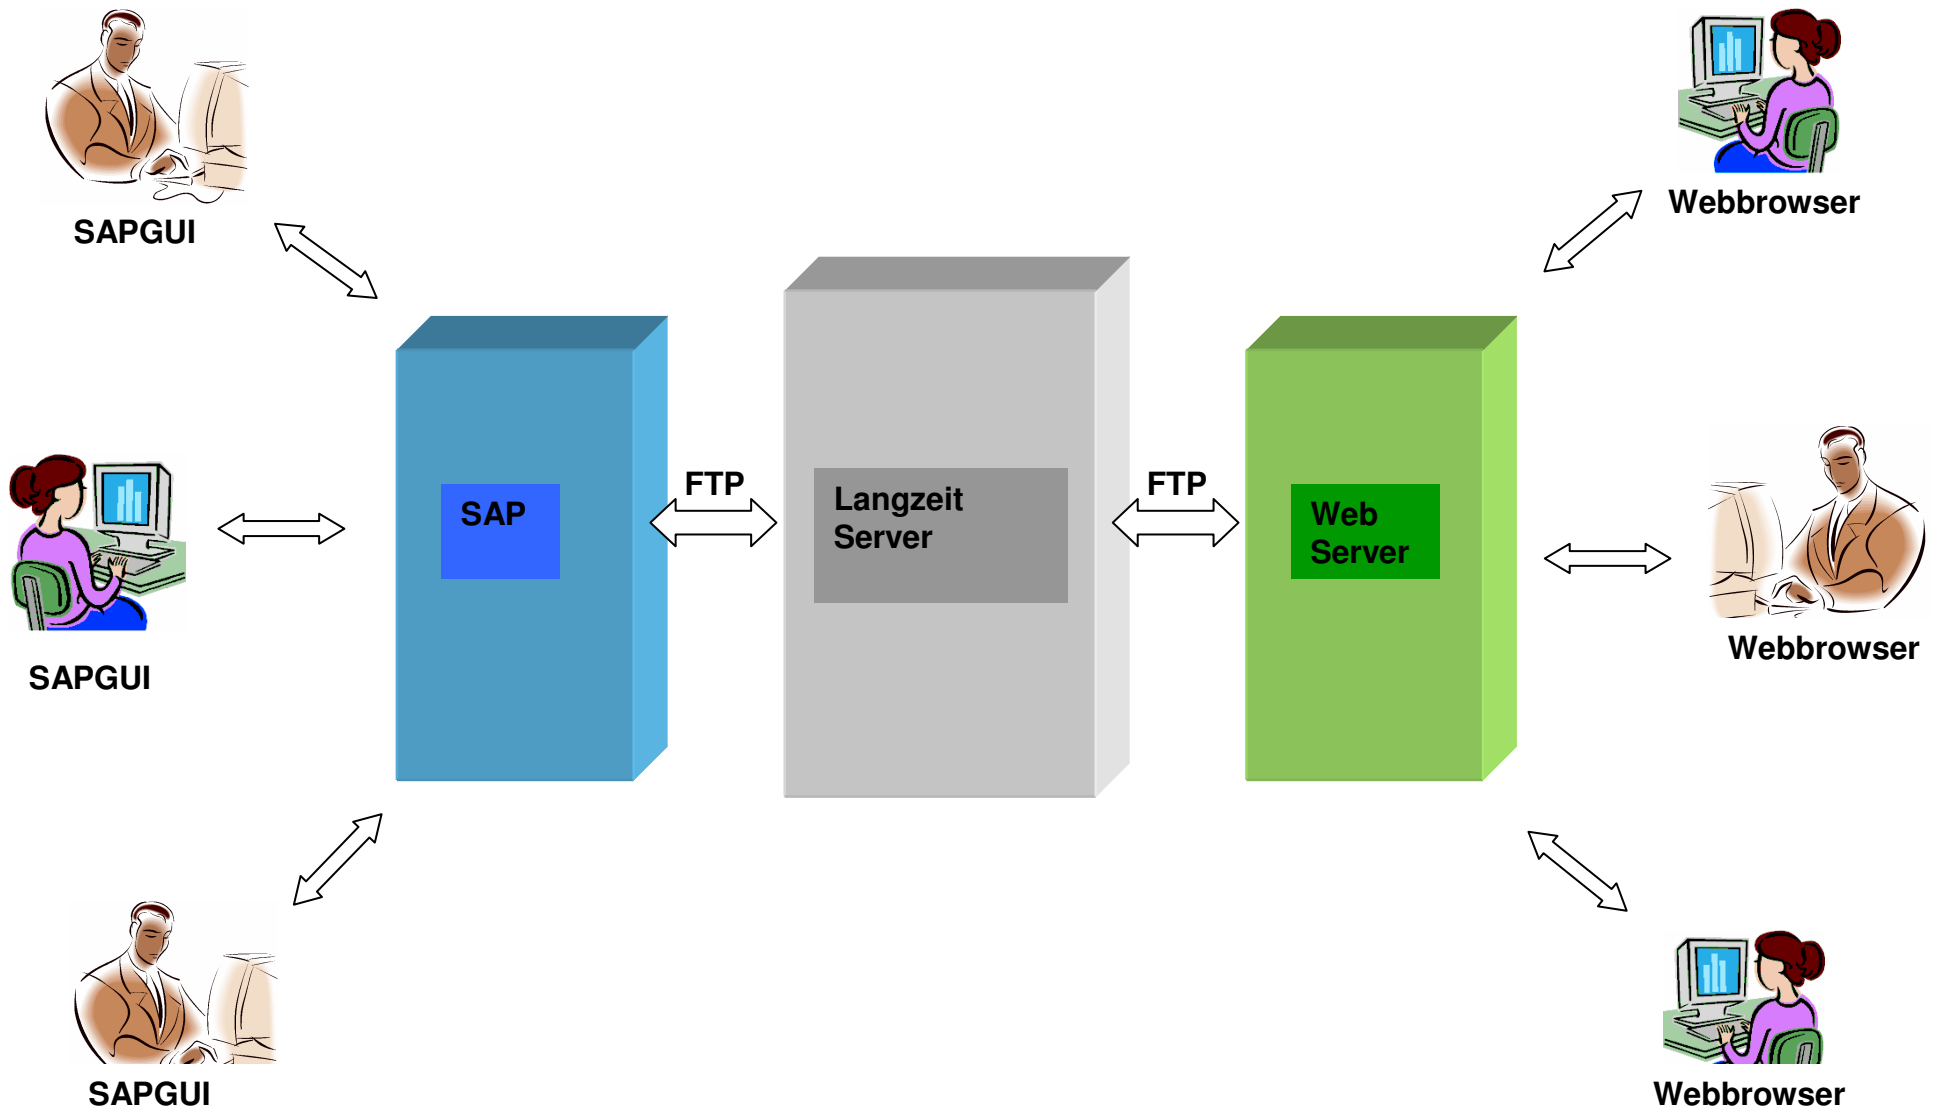 Webbrowser
SAPGUI
FTP
FTP
SAP
Langzeit
Server
Web
Server
Webbrowser
SAPGUI
SAPGUI
Webbrowser